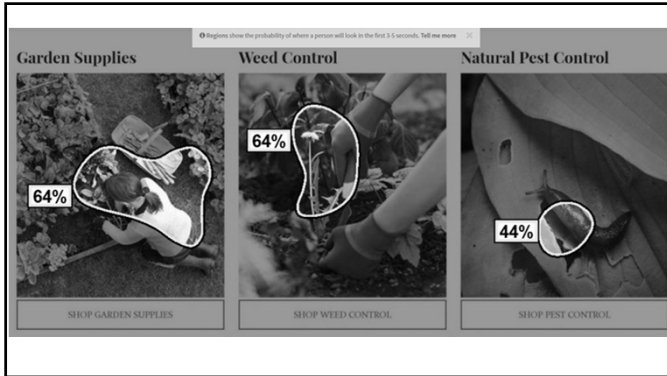 Regions show the probability of where a person will look in the first 3-5 seconds. Tell me more
Garden Supplies
Weed Control
Natural Pest Control
64%
64%
44%
SHOP GARDEN SUPPLIES
SHOP WEED CONTROL
SHOP PEST CONTROL